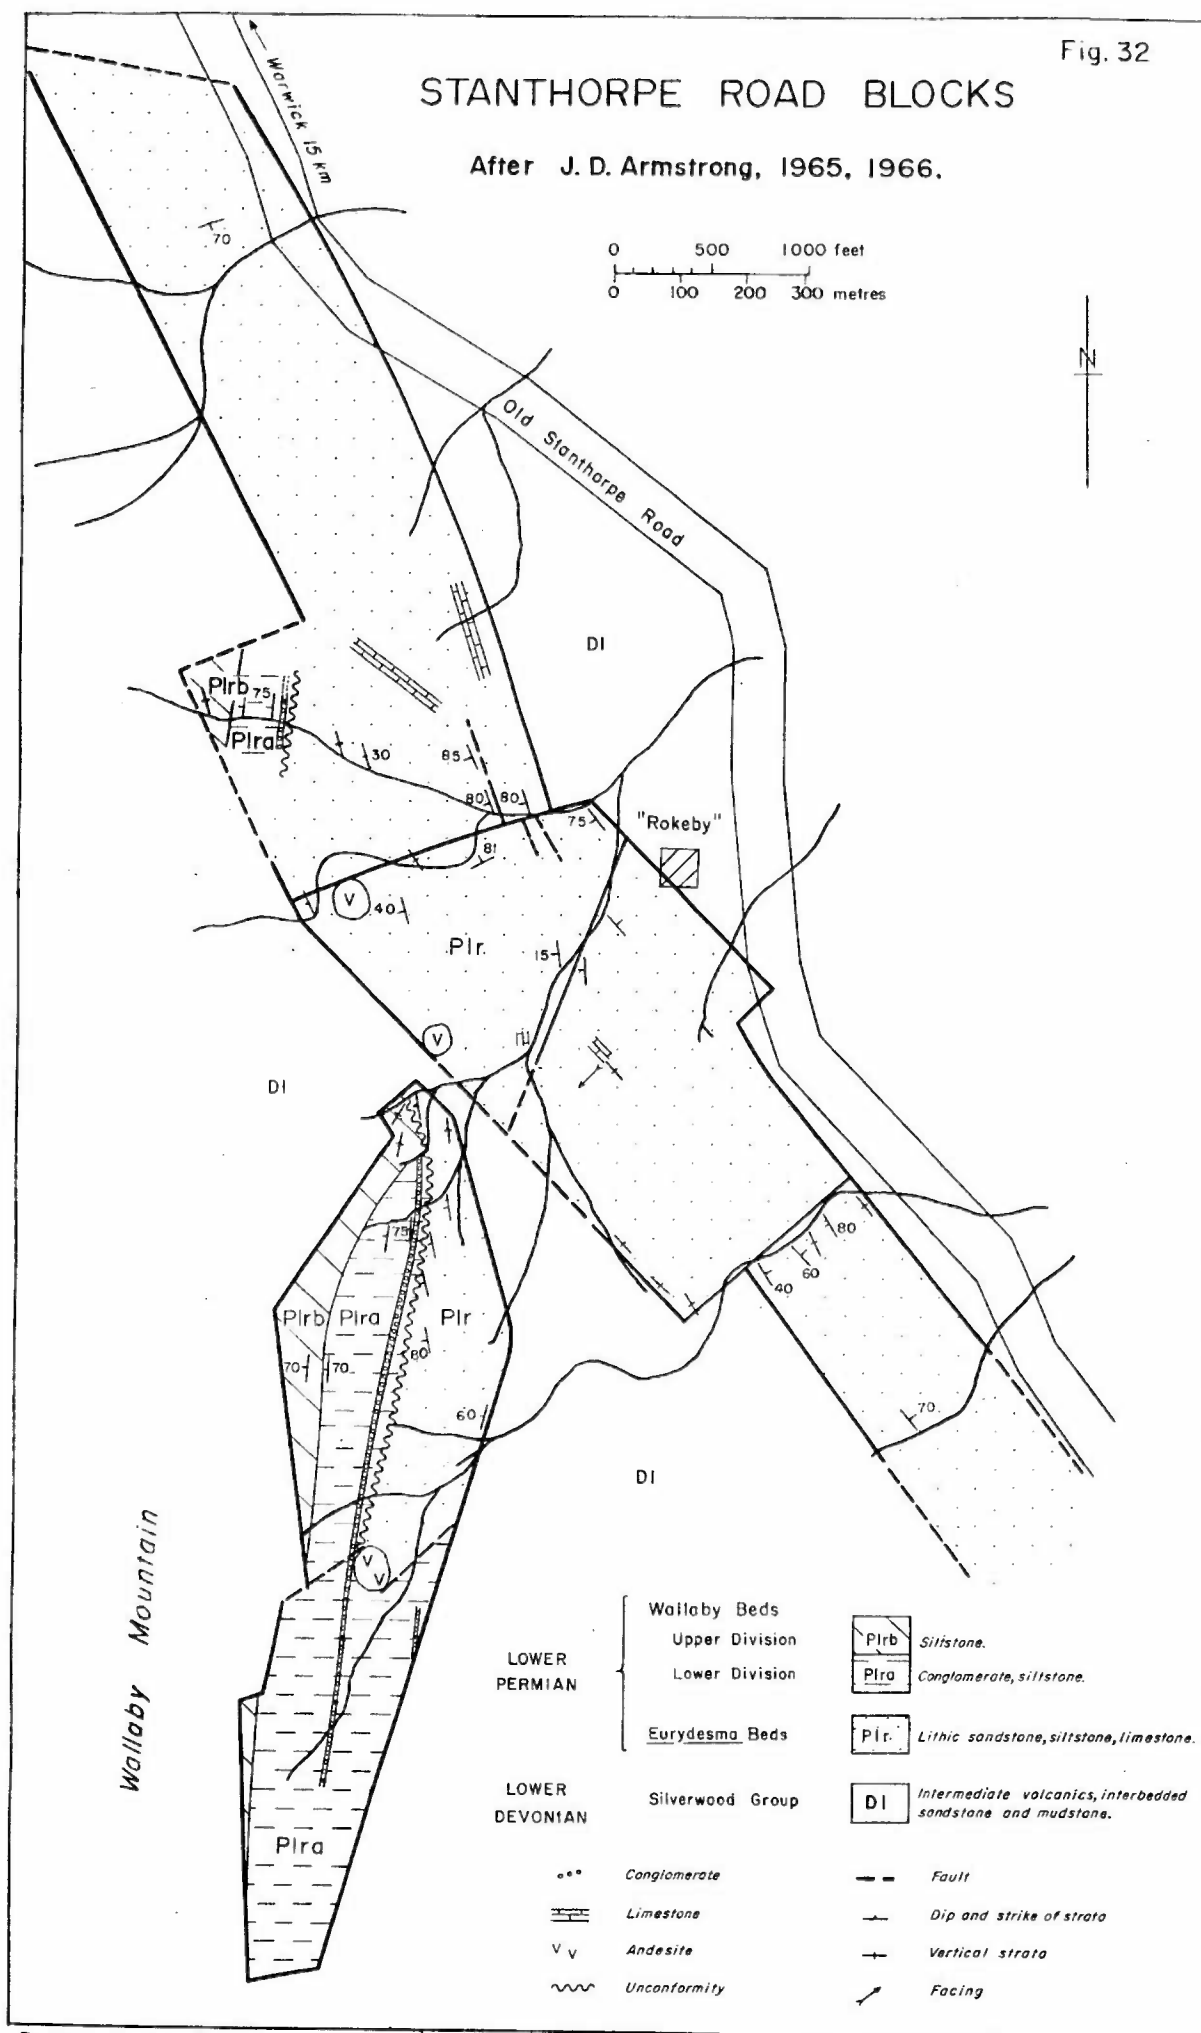 Fig. 32
STANTHORPE ROAD BLOCKS
After J. D. Armstrong, 1965, 1966.
Warwick 15 km
0 500 1000 feet
0 100 200 300 metres
N
70
Old Stanthorpe Road
DI
Plrb 75
Plra
30
85
80 80
75
"Rokeby"
81
V
40
Plr
15
V
DI
75
80
60
40
Plrb Plra Plr
70 70
80
60
70
DI
V
V
Wallaby Mountain
Plra
LOWER
PERMIAN
Wallaby Beds
Upper Division Plrb Siltstone.
Lower Division Plra Conglomerate, siltstone.
Eurydesma Beds Plr Lithic sandstone, siltstone, limestone.
LOWER
DEVONIAN
Silverwood Group DI Intermediate volcanics, interbedded
sandstone and mudstone.
Conglomerate Fault
Limestone Dip and strike of strata
V V Andesite Vertical strata
Unconformity Facing